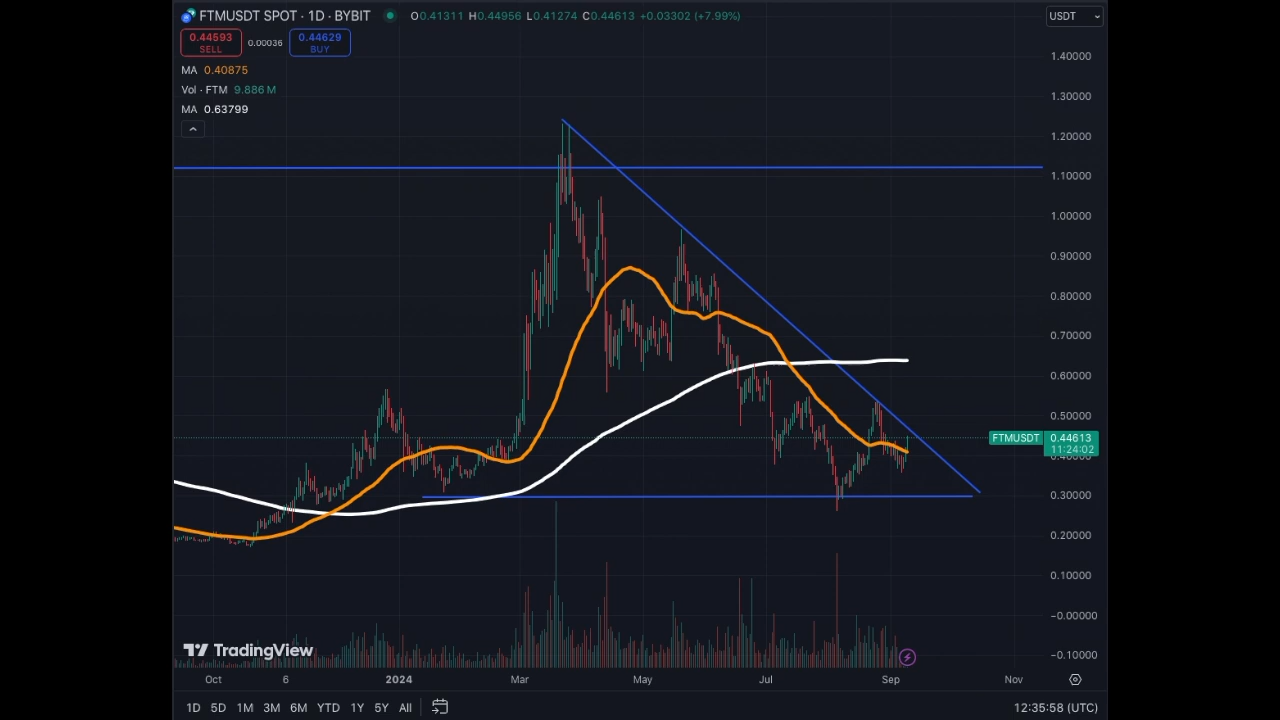 FTMUSDT SPOT · 1D · BYBIT O0.41311 H0.44956 L0.41274 C0.44613 +0.03302 (+7.99%)
USDT
0.44593 0.00036 0.44629
SELL BUY
MA 0.40875
Vol · FTM 9.886 M
MA 0.63799
1.40000
1.30000
1.20000
1.10000
1.00000
0.90000
0.80000
0.70000
0.60000
0.50000
FTMUSDT 0.44613
11:24:02
0.40000
0.30000
0.20000
0.10000
−0.00000
−0.10000
TradingView
Oct 6 2024 Mar May Jul Sep Nov
1D 5D 1M 3M 6M YTD 1Y 5Y All 12:35:58 (UTC)